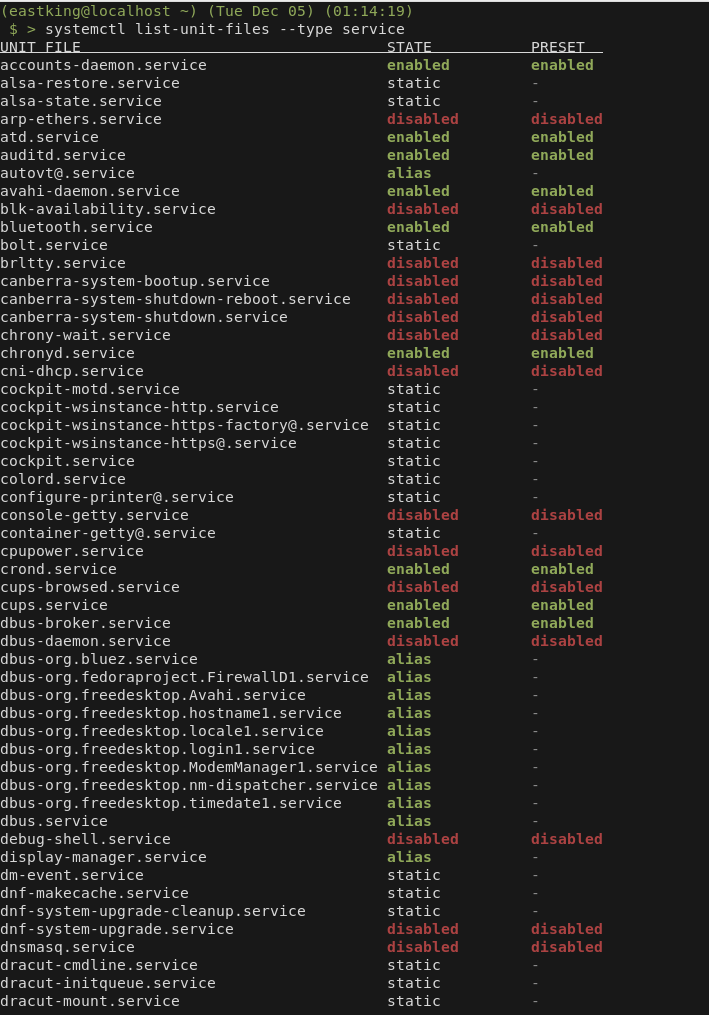 (eastking@localhost ~) (Tue Dec 05) (01:14:19)
$ > systemctl list-unit-files --type service
UNIT FILE STATE PRESET
accounts-daemon.service enabled enabled
alsa-restore.service static -
alsa-state.service static -
arp-ethers.service disabled disabled
atd.service enabled enabled
auditd.service enabled enabled
autovt@.service alias -
avahi-daemon.service enabled enabled
blk-availability.service disabled disabled
bluetooth.service enabled enabled
bolt.service static -
brltty.service disabled disabled
canberra-system-bootup.service disabled disabled
canberra-system-shutdown-reboot.service disabled disabled
canberra-system-shutdown.service disabled disabled
chrony-wait.service disabled disabled
chronyd.service enabled enabled
cni-dhcp.service disabled disabled
cockpit-motd.service static -
cockpit-wsinstance-http.service static -
cockpit-wsinstance-https-factory@.service static -
cockpit-wsinstance-https@.service static -
cockpit.service static -
colord.service static -
configure-printer@.service static -
console-getty.service disabled disabled
container-getty@.service static -
cpupower.service disabled disabled
crond.service enabled enabled
cups-browsed.service disabled disabled
cups.service enabled enabled
dbus-broker.service enabled enabled
dbus-daemon.service disabled disabled
dbus-org.bluez.service alias -
dbus-org.fedoraproject.FirewallD1.service alias -
dbus-org.freedesktop.Avahi.service alias -
dbus-org.freedesktop.hostname1.service alias -
dbus-org.freedesktop.locale1.service alias -
dbus-org.freedesktop.login1.service alias -
dbus-org.freedesktop.ModemManager1.service alias -
dbus-org.freedesktop.nm-dispatcher.service alias -
dbus-org.freedesktop.timedate1.service alias -
dbus.service alias -
debug-shell.service disabled disabled
display-manager.service alias -
dm-event.service static -
dnf-makecache.service static -
dnf-system-upgrade-cleanup.service static -
dnf-system-upgrade.service disabled disabled
dnsmasq.service disabled disabled
dracut-cmdline.service static -
dracut-initqueue.service static -
dracut-mount.service static -